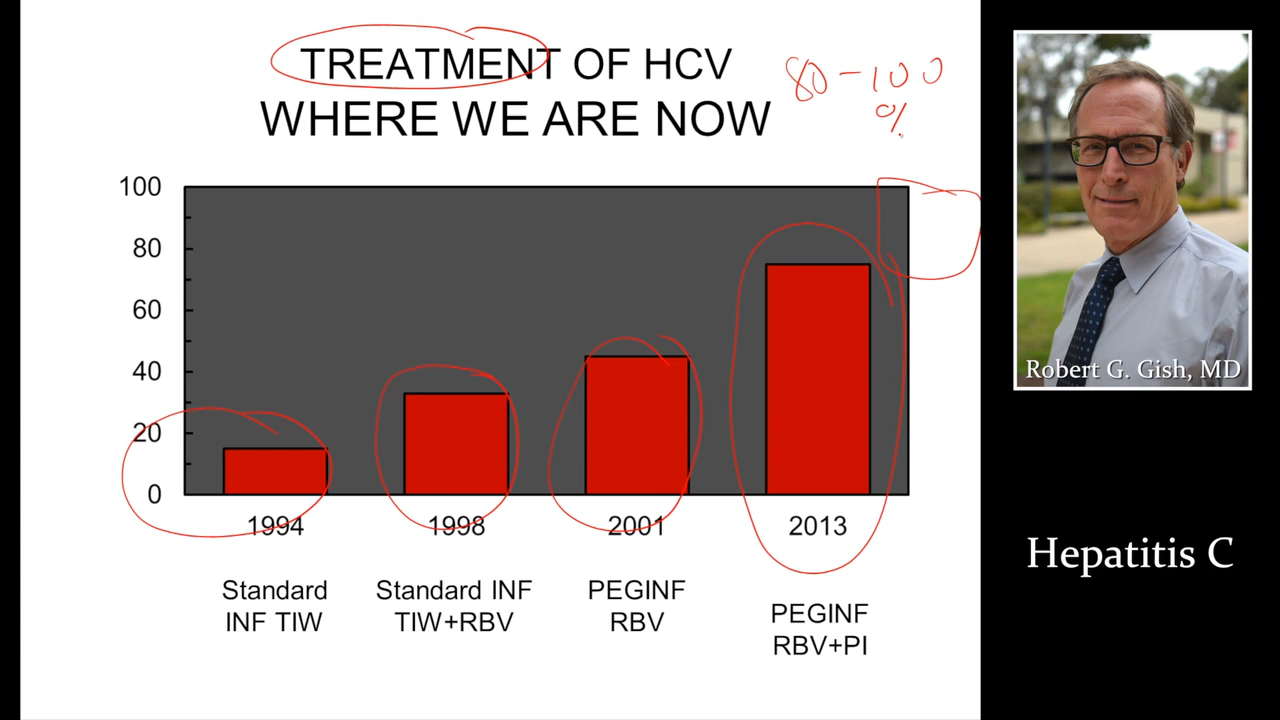 TREATMENT OF HCV
WHERE WE ARE NOW
80-100
%
100
80
60
40
20
0
1994
1998
2001
2013
Standard
INF TIW
Standard INF
TIW+RBV
PEGINF
RBV
PEGINF
RBV+PI
Robert G. Gish, MD
Hepatitis C